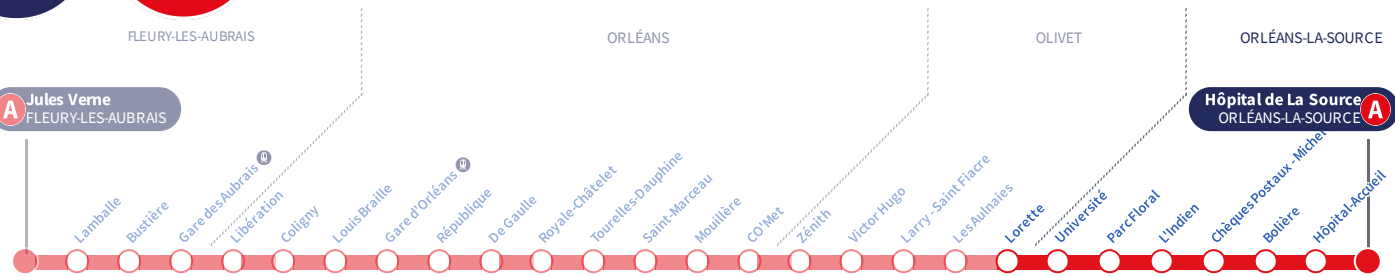 FLEURY-LES-AUBRAIS
ORLÉANS
OLIVET
ORLÉANS-LA-SOURCE
A
Jules Verne
FLEURY-LES-AUBRAIS
Hôpital de La Source
ORLÉANS-LA-SOURCE
A
Lamballe
Bustière
Gare des Aubrais
Libération
Coligny
Louis Braille
Gare d'Orléans
République
De Gaulle
Royale-Châtelet
Tourelles-Dauphine
Saint-Marceau
Mouillère
CO'Met
Zénith
Victor Hugo
Larry - Saint Fiacre
Les Aulnaies
Lorette
Université
Parc Floral
L'Indien
Chèques Postaux - Michel
Bolière
Hôpital-Accueil